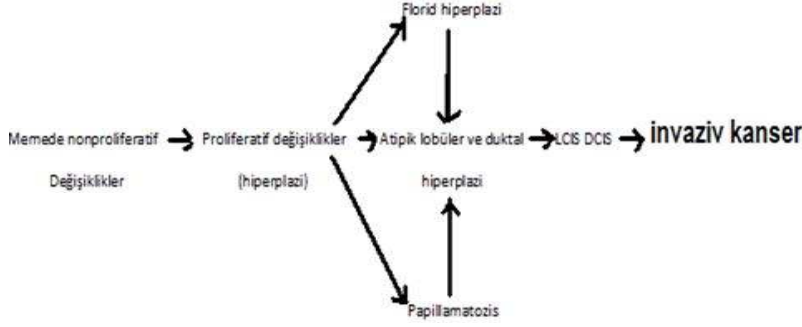 Florid hiperplazi
Memede nonproliferatif
Değişiklikler
Proliferatif değişiklikler
(hiperplazi)
Atipik lobüler ve duktal
hiperplazi
LCIS DCIS
invaziv kanser
Papillamatozis